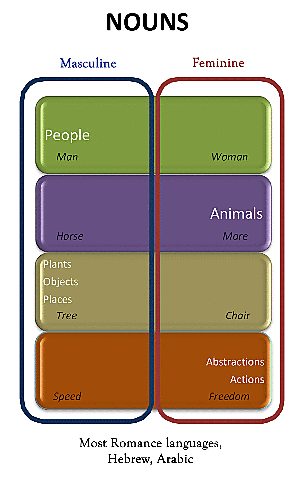 NOUNS
Masculine Feminine
People
Man Woman
Animals
Horse Mare
Plants
Objects
Places
Tree Chair
Abstractions
Actions
Speed Freedom
Most Romance languages,
Hebrew, Arabic